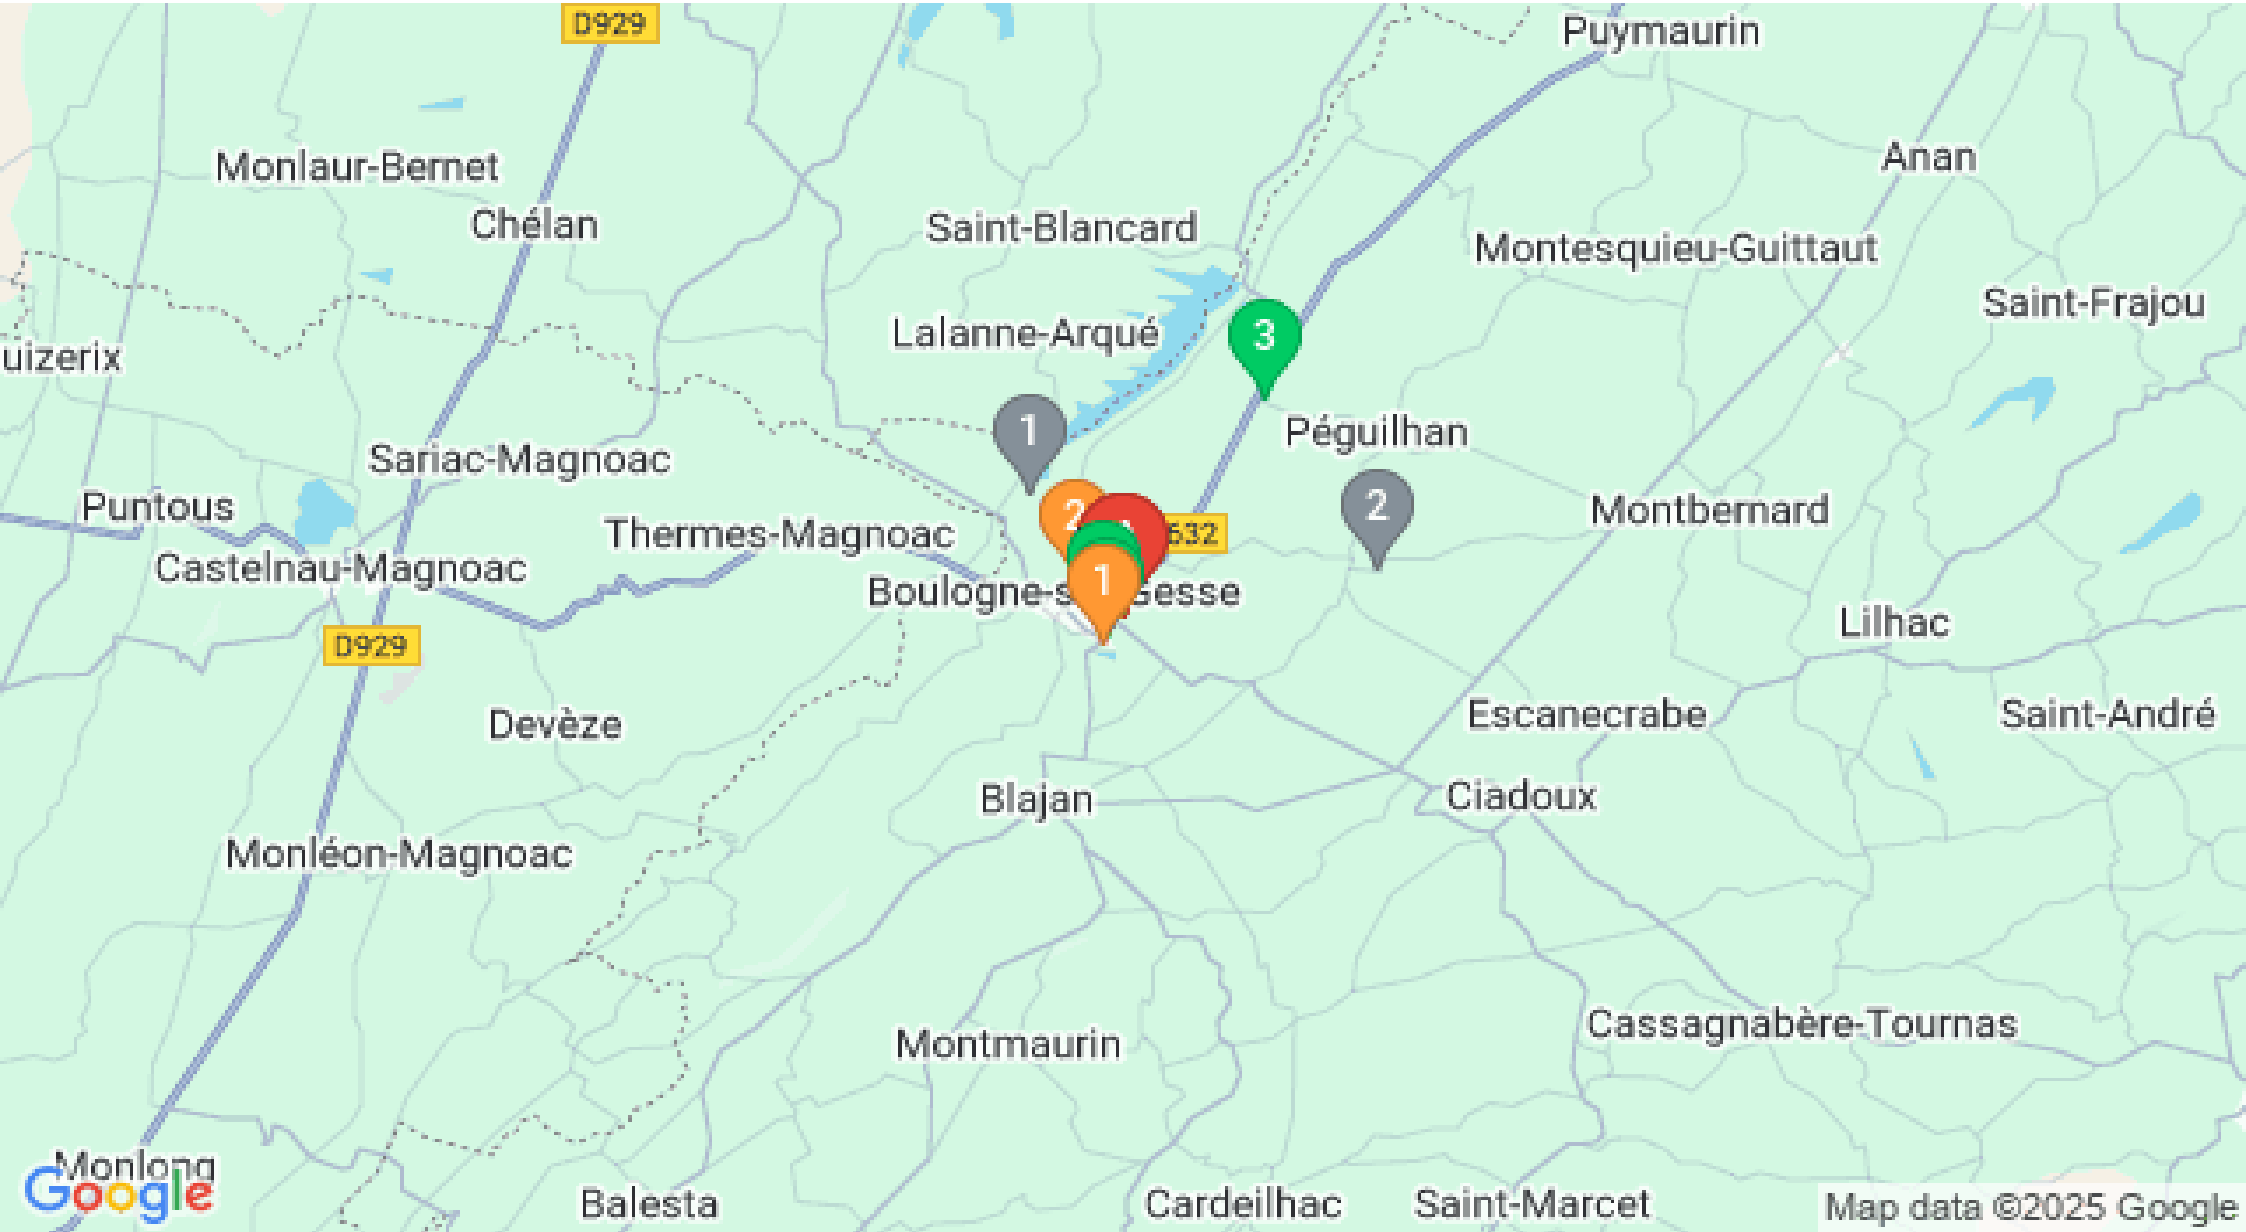 D929
Puymaurin
Anan
Monlaur-Bernet
Chélan
Saint-Blancard
Montesquieu-Guittaut
Saint-Frajou
Lalanne-Arqué
3
uizerix
1
Péguilhan
Sariac-Magnoac
2
Puntous
Montbernard
2
Thermes-Magnoac
632
Castelnau-Magnoac
1
Lilhac
D929
Escanecrabe
Saint-André
Devèze
Blajan
Ciadoux
Monléon-Magnoac
Cassagnabère-Tournas
Montmaurin
Monlong
Google
Balesta
Cardeilhac
Saint-Marcet
Map data ©2025 Google